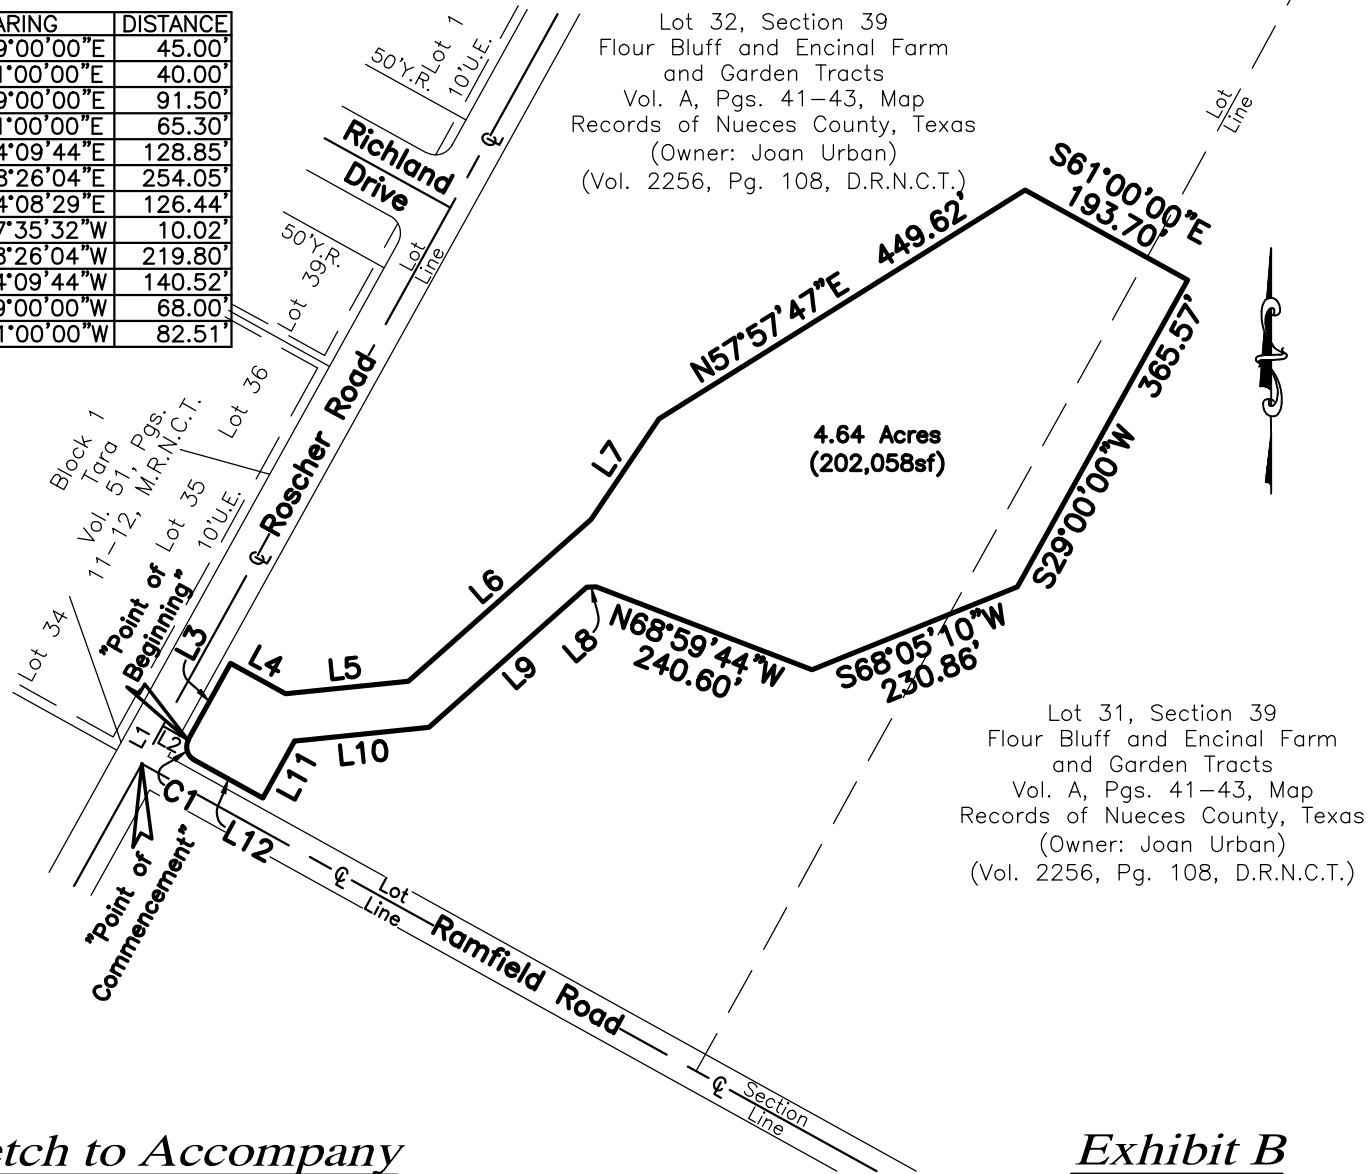 ARING DISTANCE
9°00'00"E 45.00'
1°00'00"E 40.00'
9°00'00"E 91.50'
1°00'00"E 65.30'
4°09'44"E 128.85'
8°26'04"E 254.05'
4°08'29"E 126.44'
7°35'32"W 10.02'
8°26'04"W 219.80'
4°09'44"W 140.52'
9°00'00"W 68.00'
1°00'00"W 82.51'
50'Y.R.
Lot 1
10'U.E.
Richland
Drive
50'Y.R.
Lot 39
Lot
Line
℄
Lot 32, Section 39
Flour Bluff and Encinal Farm
and Garden Tracts
Vol. A, Pgs. 41-43, Map
Records of Nueces County, Texas
(Owner: Joan Urban)
(Vol. 2256, Pg. 108, D.R.N.C.T.)
Lot
Line
S61°00'00"E
193.70'
N57°57'47"E 449.62'
S29°00'00"W 365.57'
4.64 Acres
(202,058sf)
Block 1
Tara
Vol. 51, Pgs.
11-12, M.R.N.C.T.
Lot 36
Lot 35
10'U.E.
Lot 34
℄ Roscher Road
"Point of
Beginning"
L3
L4
L5
L6
L7
L8
L9
L10
L11
L12
L1
L2
C1
N68°59'44"W
240.60'
S68°05'10"W
230.86'
"Point of
Commencement"
℄
Lot
Line
Ramfield Road
℄
Section
Line
Lot 31, Section 39
Flour Bluff and Encinal Farm
and Garden Tracts
Vol. A, Pgs. 41-43, Map
Records of Nueces County, Texas
(Owner: Joan Urban)
(Vol. 2256, Pg. 108, D.R.N.C.T.)
etch to Accompany
Exhibit B